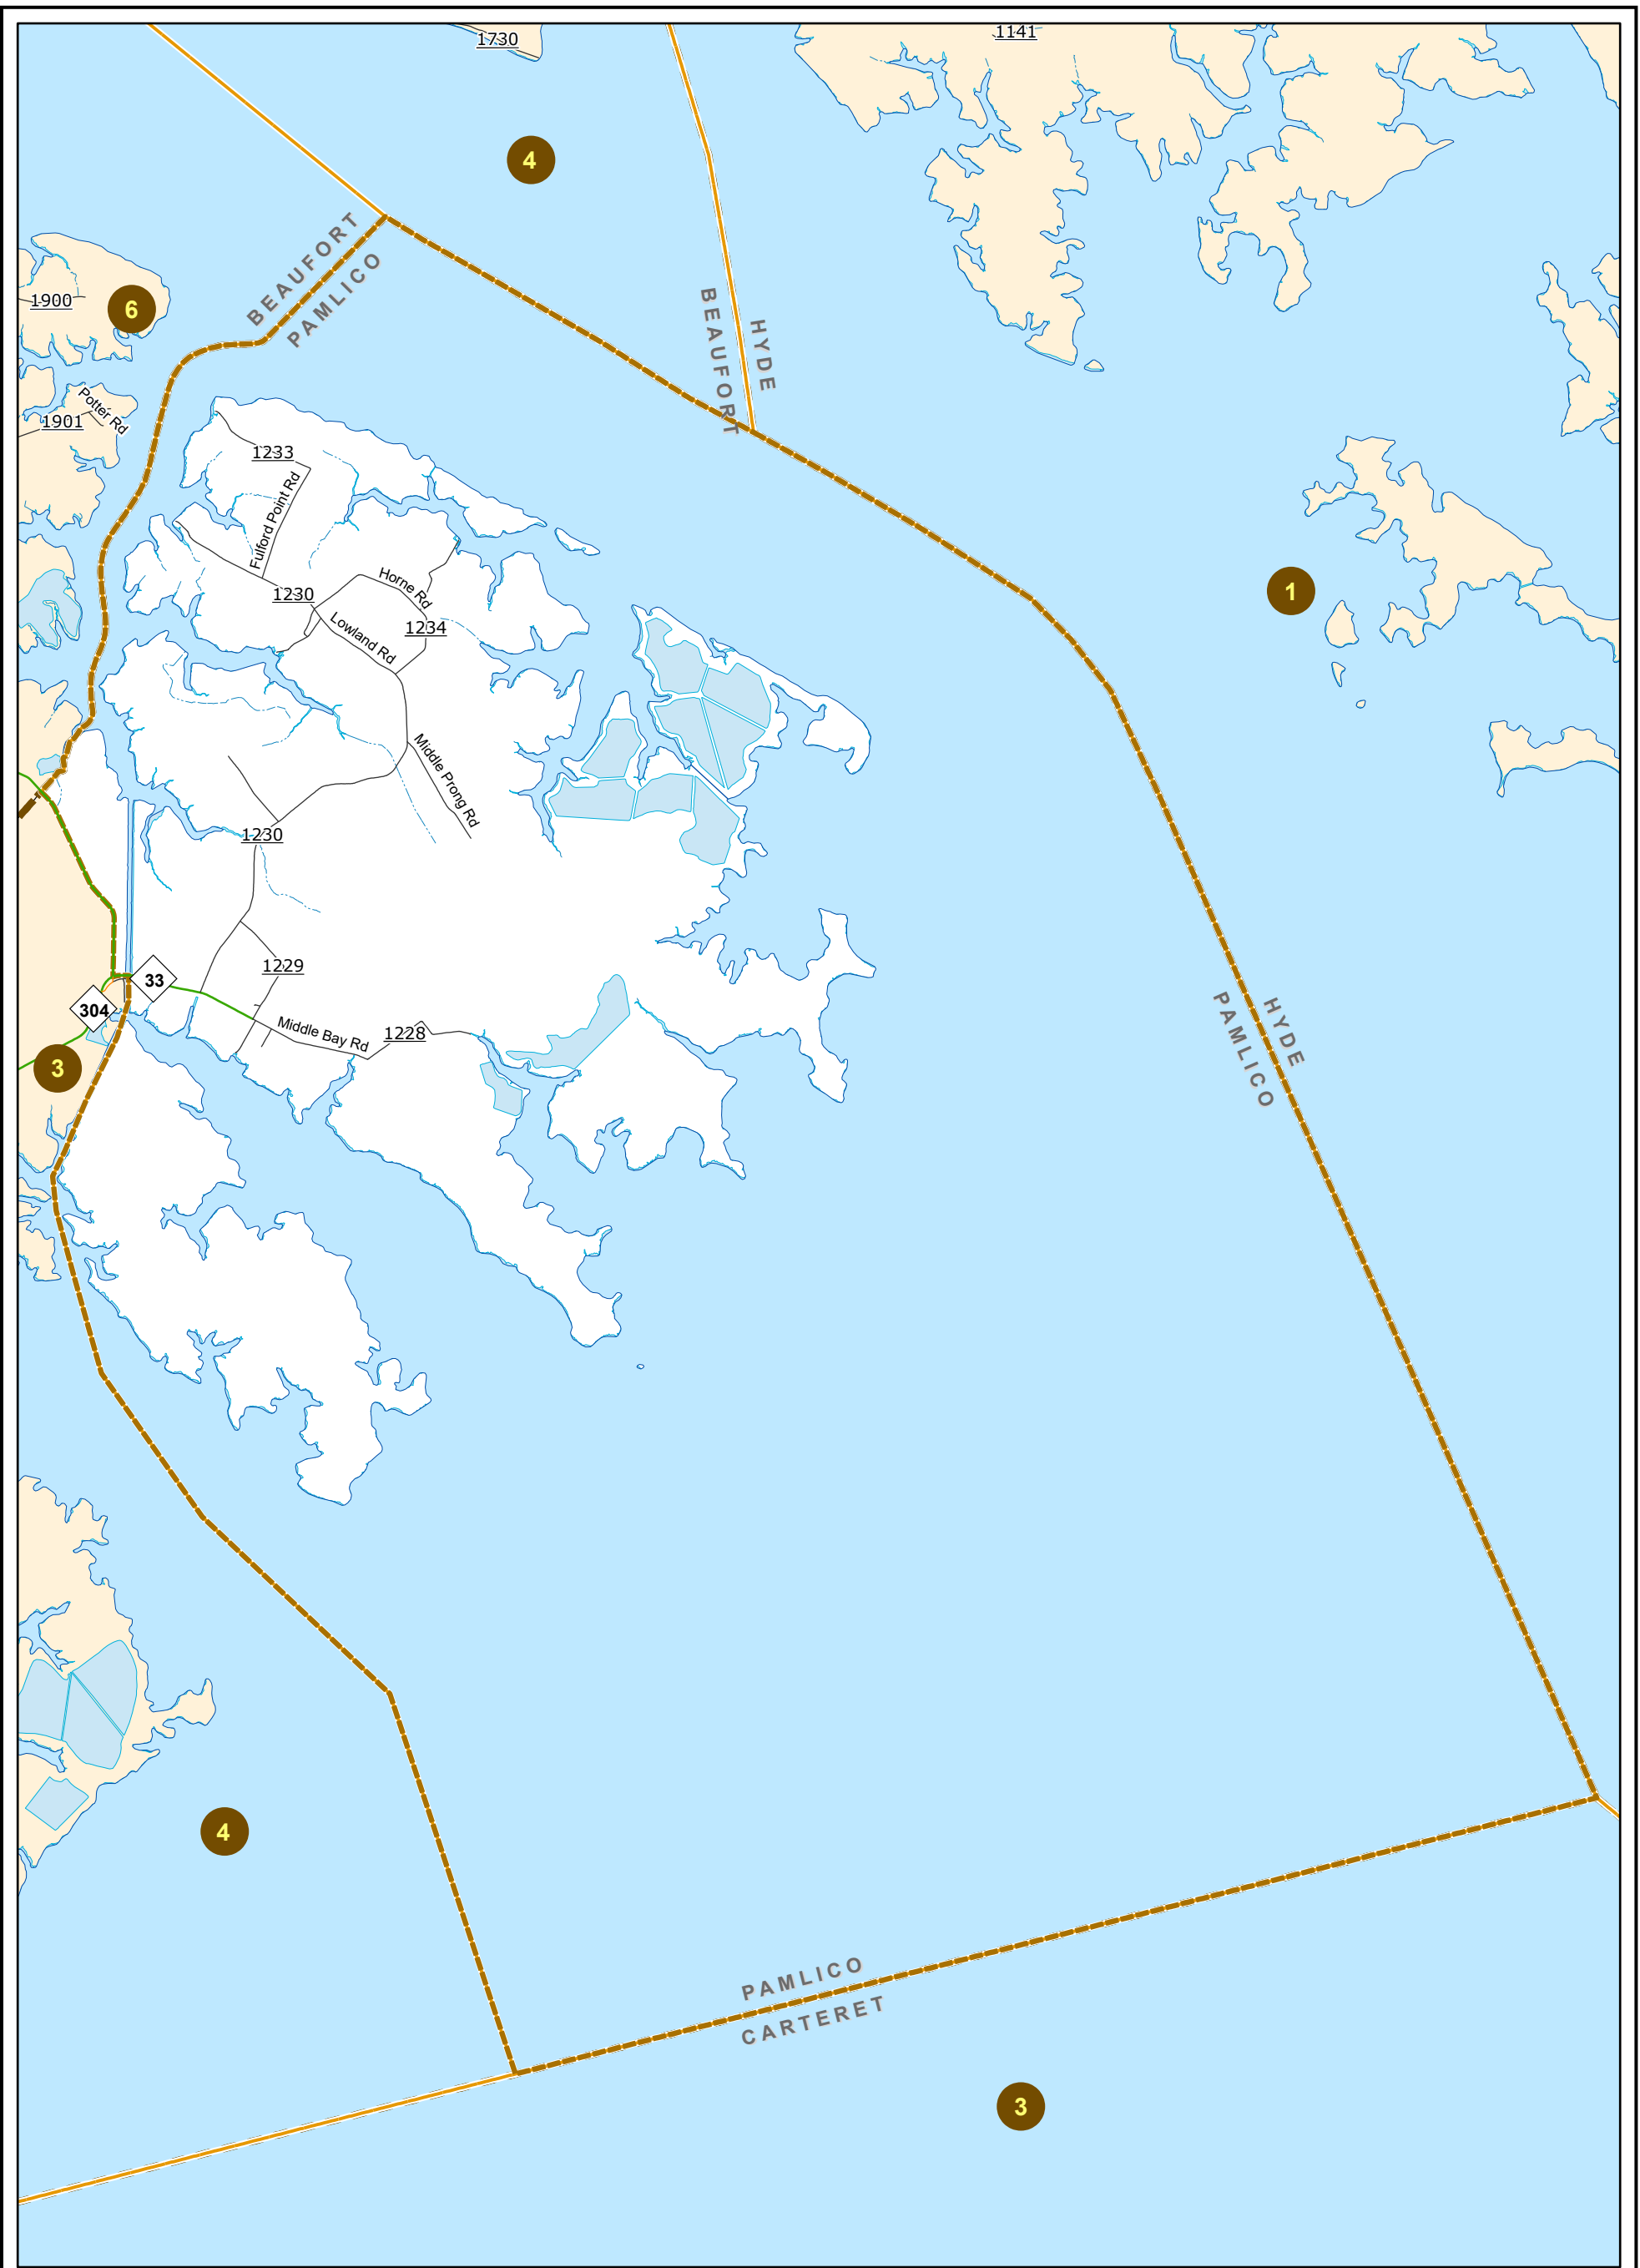 1730
1141
4
BEAUFORT
PAMLICO
6
1900
HYDE
BEAUFORT
Potter Rd
1901
1233
Fulford Point Rd
Horne Rd
1230
1
Lowland Rd
1234
Middle Prong Rd
1230
1229
33
304
Middle Bay Rd
1228
HYDE
PAMLICO
3
4
PAMLICO
CARTERET
3